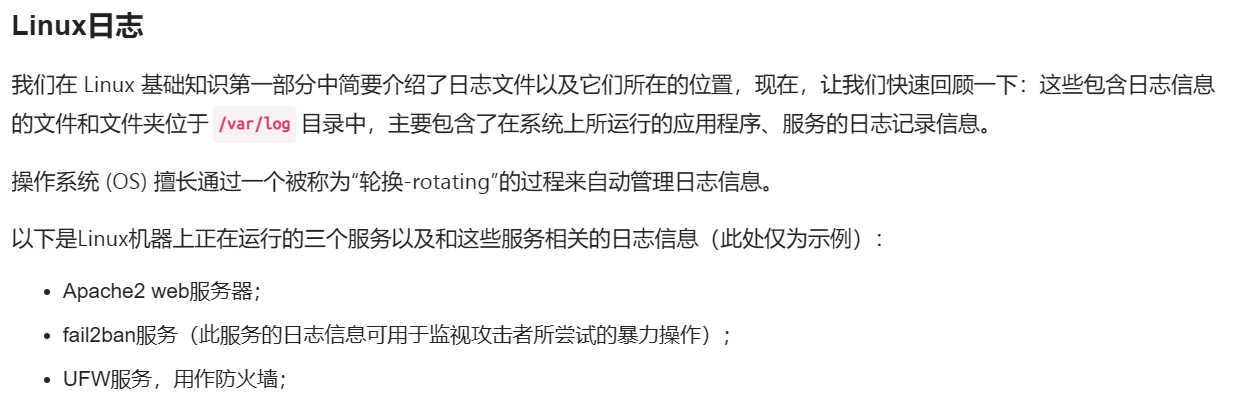 Linux日志
我们在 Linux 基础知识第一部分中简要介绍了日志文件以及它们所在的位置，现在，让我们快速回顾一下：这些包含日志信息
的文件和文件夹位于 /var/log 目录中，主要包含了在系统上所运行的应用程序、服务的日志记录信息。
操作系统 (OS) 擅长通过一个被称为“轮换-rotating”的过程来自动管理日志信息。
以下是Linux机器上正在运行的三个服务以及和这些服务相关的日志信息（此处仅为示例）：
• Apache2 web服务器；
• fail2ban服务（此服务的日志信息可用于监视攻击者所尝试的暴力操作）；
• UFW服务，用作防火墙；